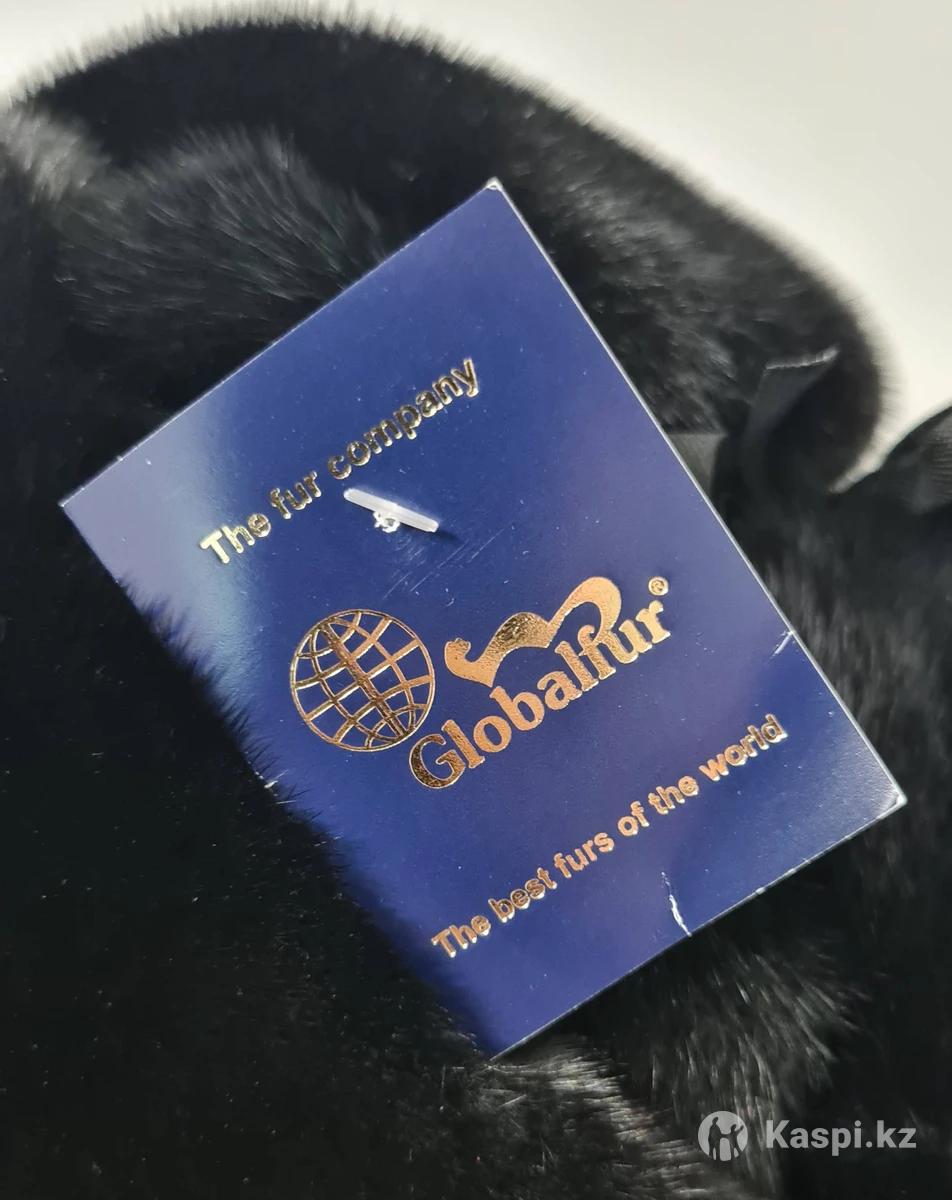 The fur company
Globalfur®
The best furs of the world
Kaspi.kz